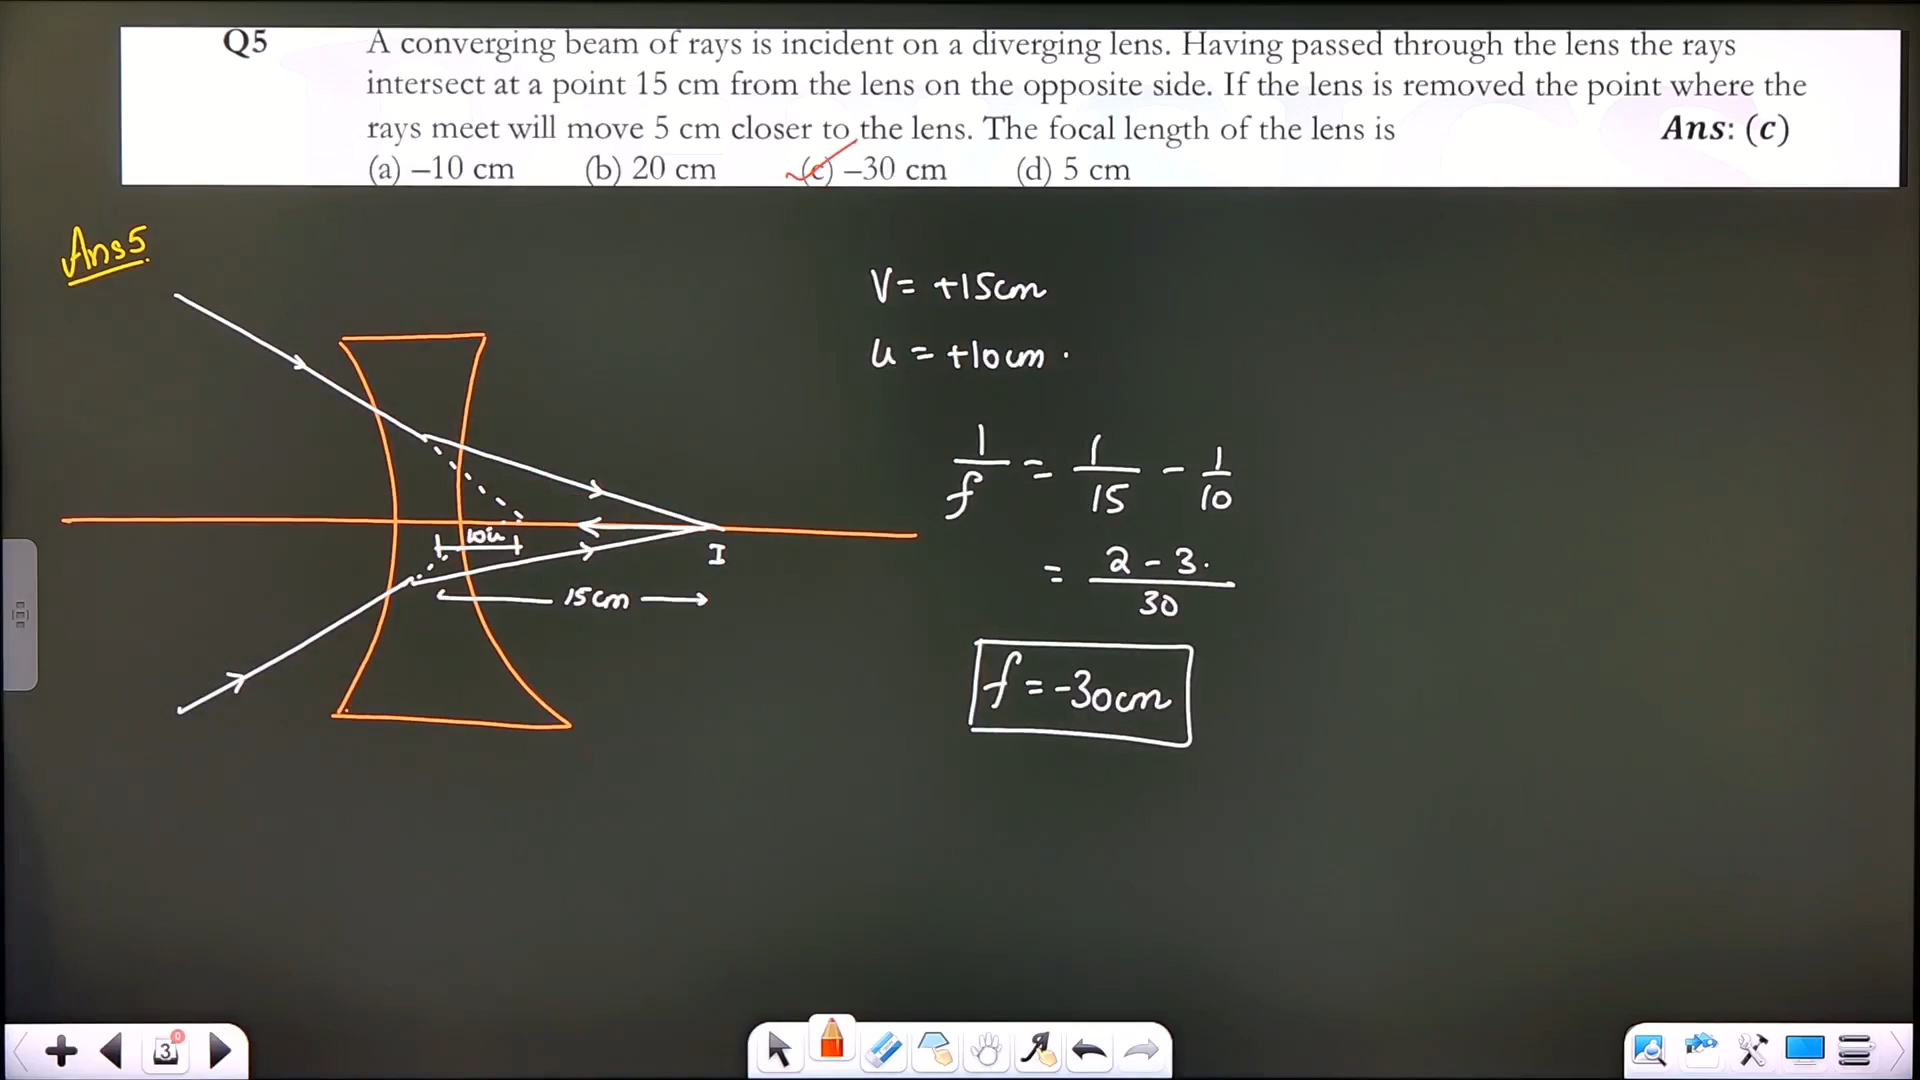 Q5 A converging beam of rays is incident on a diverging lens. Having passed through the lens the rays
intersect at a point 15 cm from the lens on the opposite side. If the lens is removed the point where the
rays meet will move 5 cm closer to the lens. The focal length of the lens is Ans: (c)
(a) –10 cm (b) 20 cm (c) –30 cm (d) 5 cm
Ans 5
V = +15cm
u = +10cm
1/f = 1/15 - 1/10
= 2 - 3 / 30
f = -30cm
I
15cm
3
0